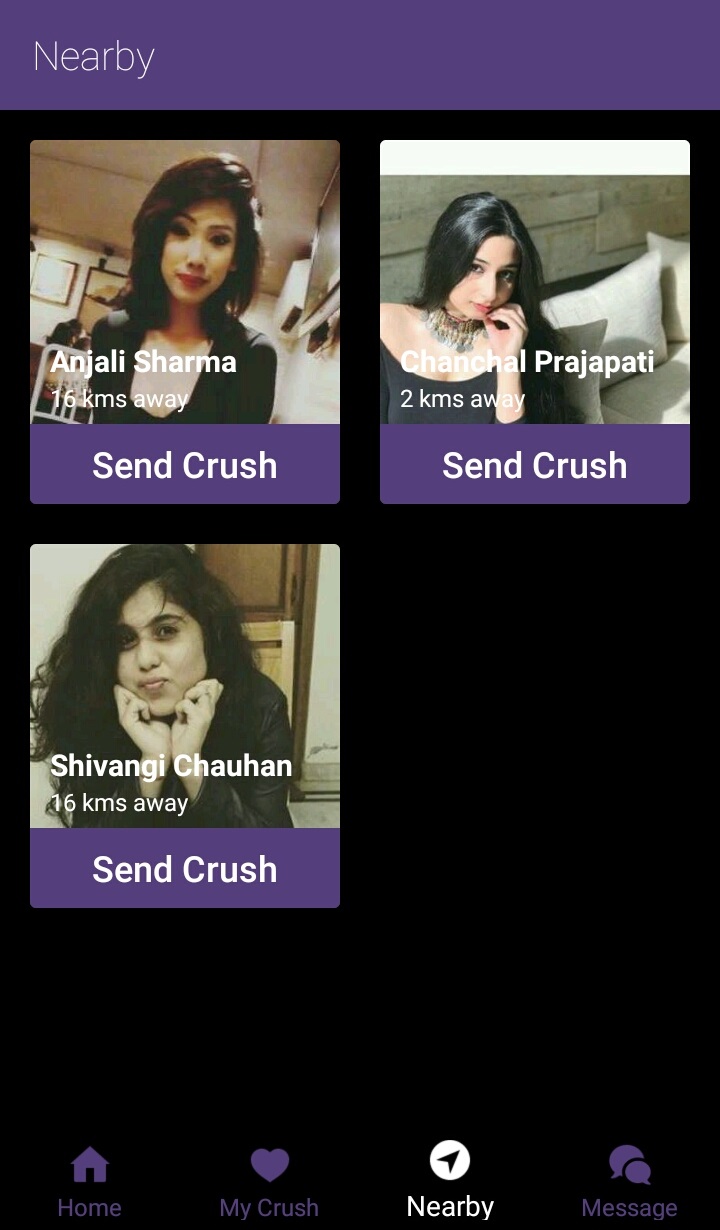 Nearby
Anjali Sharma
16 kms away
Send Crush
Chanchal Prajapati
2 kms away
Send Crush
Shivangi Chauhan
16 kms away
Send Crush
Home
My Crush
Nearby
Message